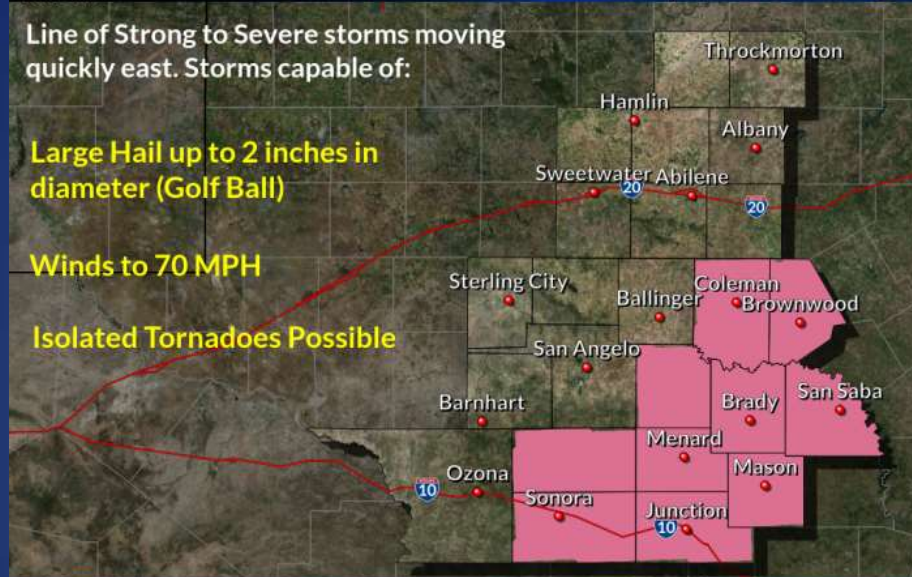 Line of Strong to Severe storms moving
quickly east. Storms capable of:
Large Hail up to 2 inches in
diameter (Golf Ball)
Winds to 70 MPH
Isolated Tornadoes Possible
Throckmorton
Hamlin
Albany
Sweetwater
Abilene
20
20
Sterling City
Coleman
Ballinger
Brownwood
San Angelo
Barnhart
Brady
San Saba
Menard
Ozona
Mason
10
Sonora
Junction
10